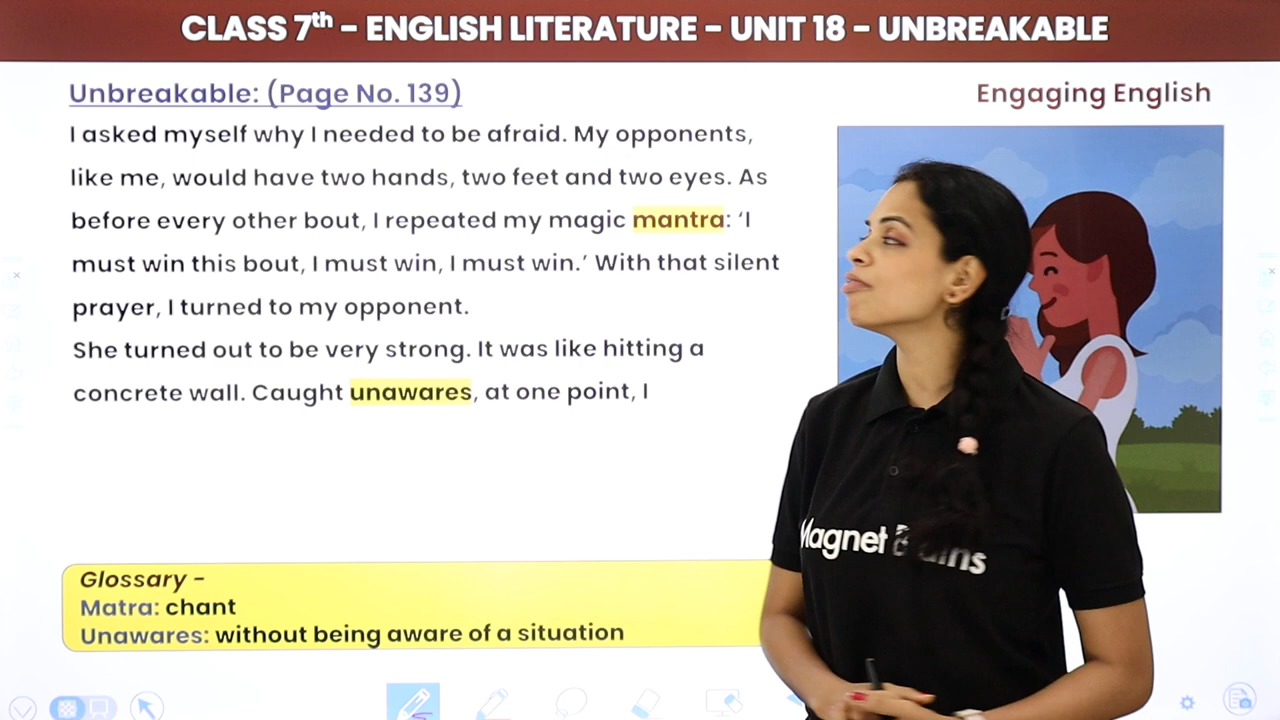 CLASS 7th – ENGLISH LITERATURE – UNIT 18 – UNBREAKABLE
Unbreakable: (Page No. 139)
Engaging English
I asked myself why I needed to be afraid. My opponents,
like me, would have two hands, two feet and two eyes. As
before every other bout, I repeated my magic mantra: ‘I
must win this bout, I must win, I must win.’ With that silent
prayer, I turned to my opponent.
She turned out to be very strong. It was like hitting a
concrete wall. Caught unawares, at one point, I
Magnet Brains
Glossary -
Matra: chant
Unawares: without being aware of a situation